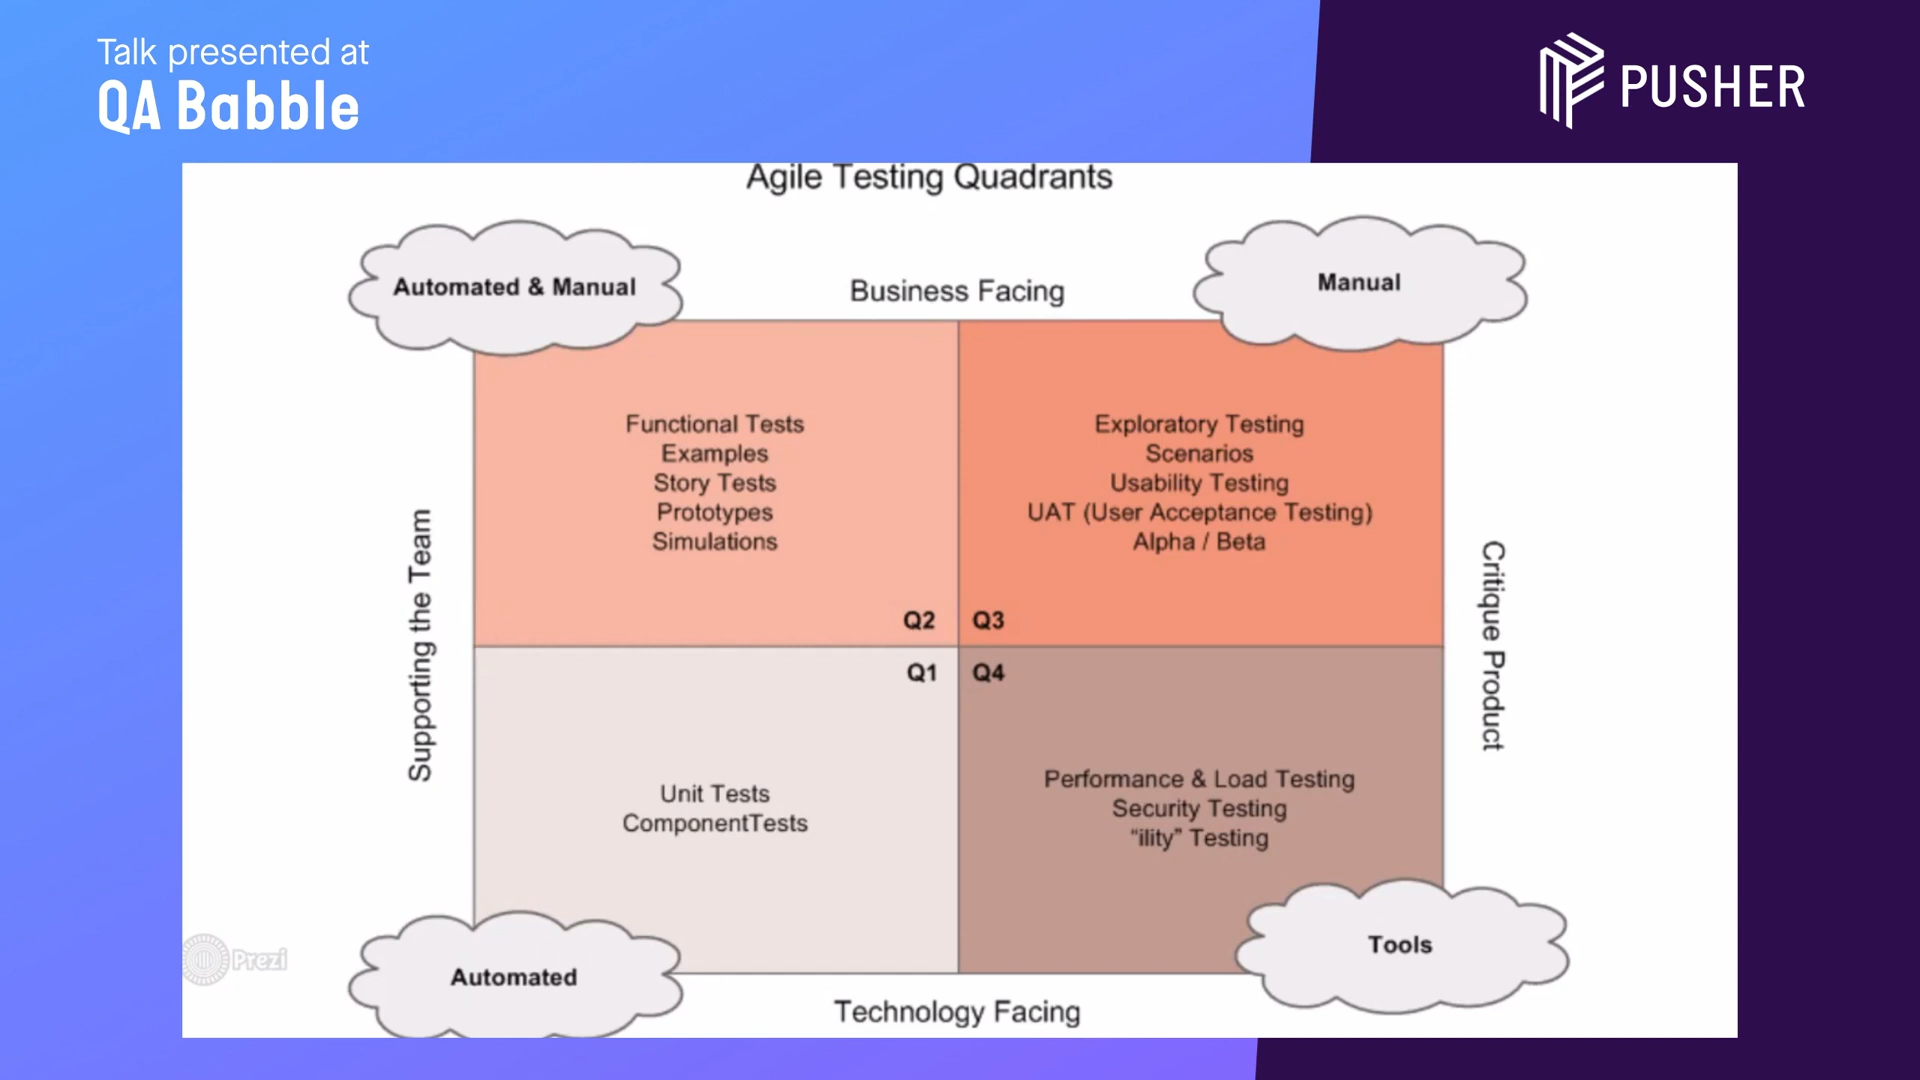 Talk presented at
QA Babble
PUSHER
Agile Testing Quadrants
Automated & Manual
Business Facing
Manual
Functional Tests
Examples
Story Tests
Prototypes
Simulations
Q2
Exploratory Testing
Scenarios
Usability Testing
UAT (User Acceptance Testing)
Alpha / Beta
Q3
Supporting the Team
Critique Product
Q1
Unit Tests
ComponentTests
Q4
Performance & Load Testing
Security Testing
“ility” Testing
Prezi
Automated
Tools
Technology Facing